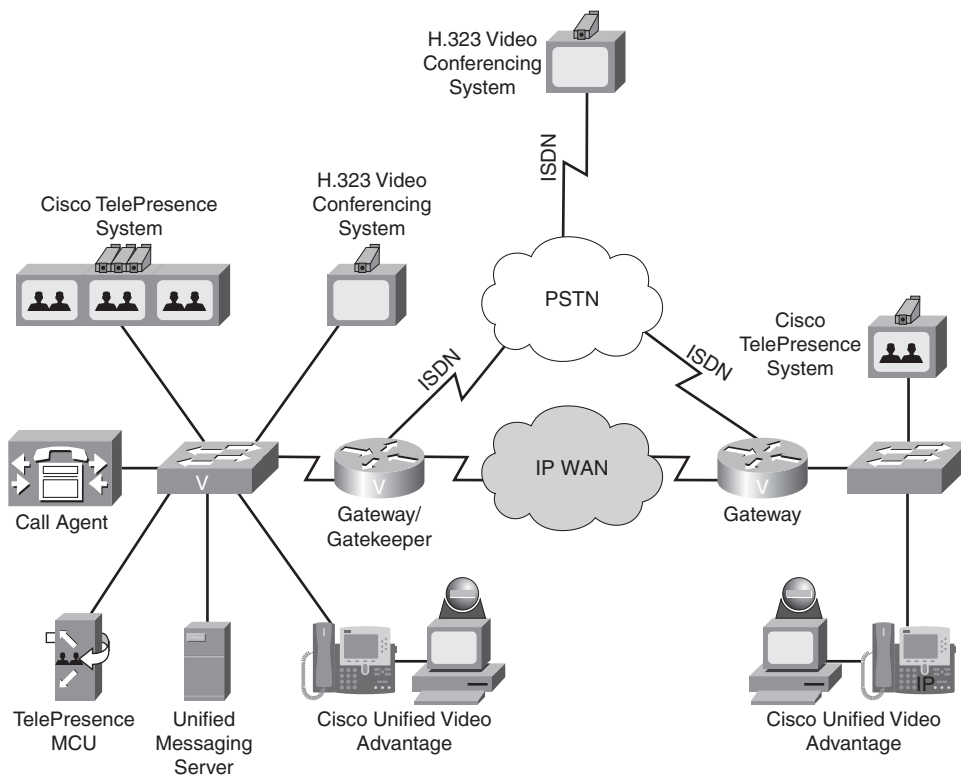 H.323 Video
Conferencing
System
ISDN
Cisco TelePresence
System
H.323 Video
Conferencing
System
PSTN
Cisco
TelePresence
System
ISDN
ISDN
IP WAN
V
V
V
Call Agent
Gateway/
Gatekeeper
Gateway
IP
TelePresence
MCU
Unified
Messaging
Server
Cisco Unified Video
Advantage
Cisco Unified Video
Advantage